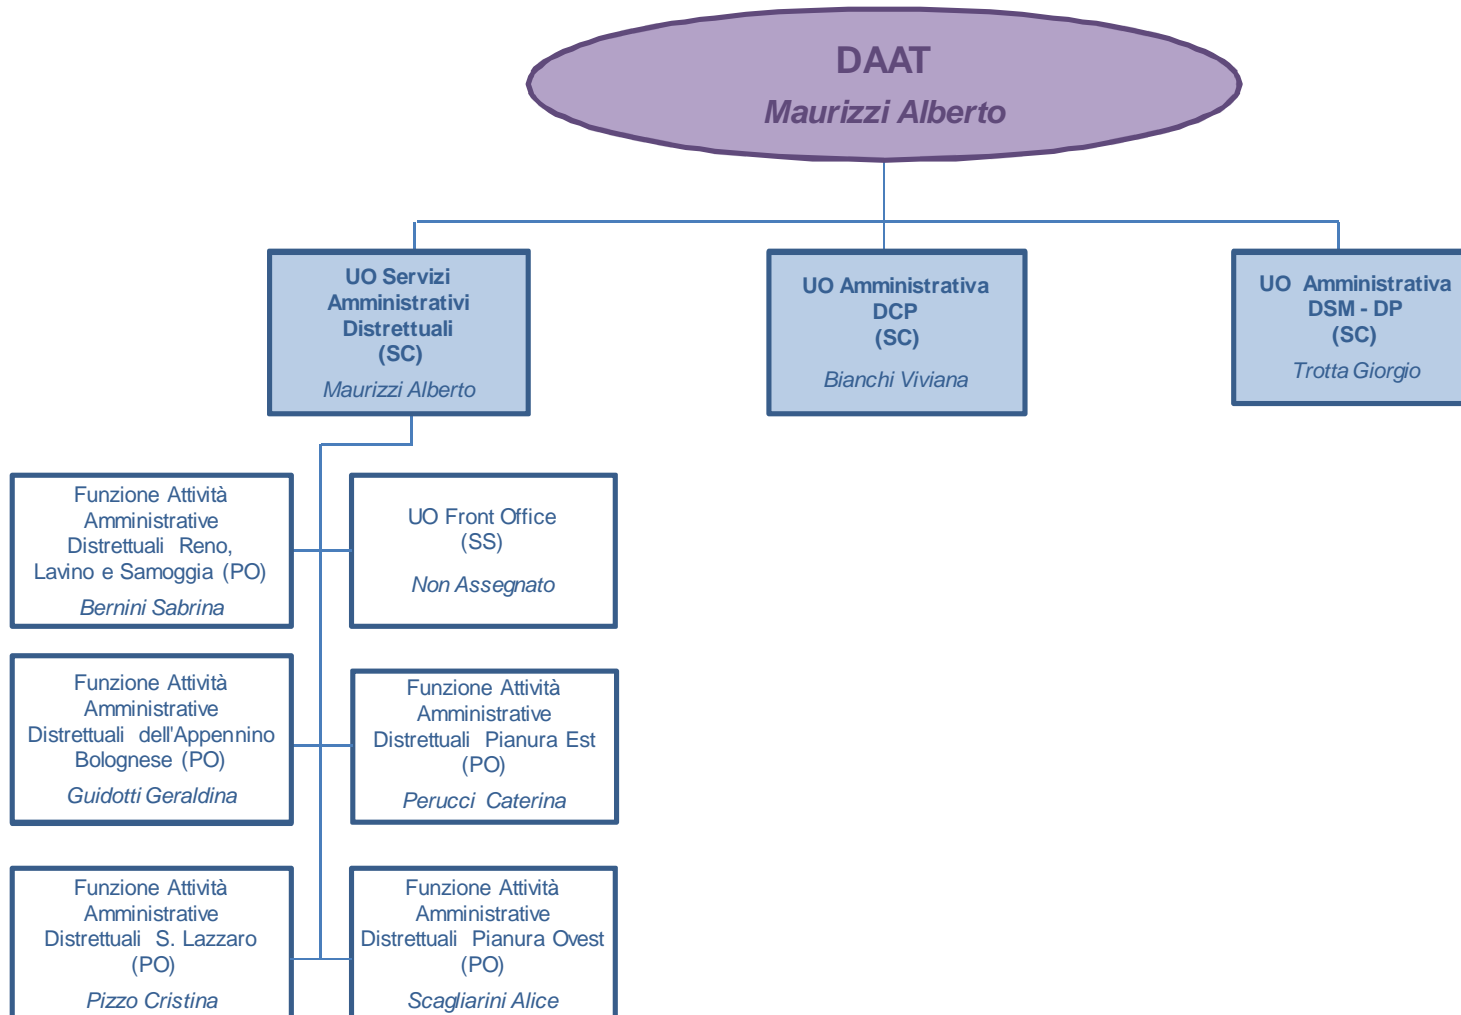 DAAT
Maurizzi Alberto
UO Servizi
Amministrativi
Distrettuali
(SC)
Maurizzi Alberto
UO Amministrativa
DCP
(SC)
Bianchi Viviana
UO Amministrativa
DSM - DP
(SC)
Trotta Giorgio
Funzione Attività
Amministrative
Distrettuali Reno,
Lavino e Samoggia (PO)
Bernini Sabrina
UO Front Office
(SS)
Non Assegnato
Funzione Attività
Amministrative
Distrettuali dell'Appennino
Bolognese (PO)
Guidotti Geraldina
Funzione Attività
Amministrative
Distrettuali Pianura Est
(PO)
Perucci Caterina
Funzione Attività
Amministrative
Distrettuali S. Lazzaro
(PO)
Pizzo Cristina
Funzione Attività
Amministrative
Distrettuali Pianura Ovest
(PO)
Scagliarini Alice